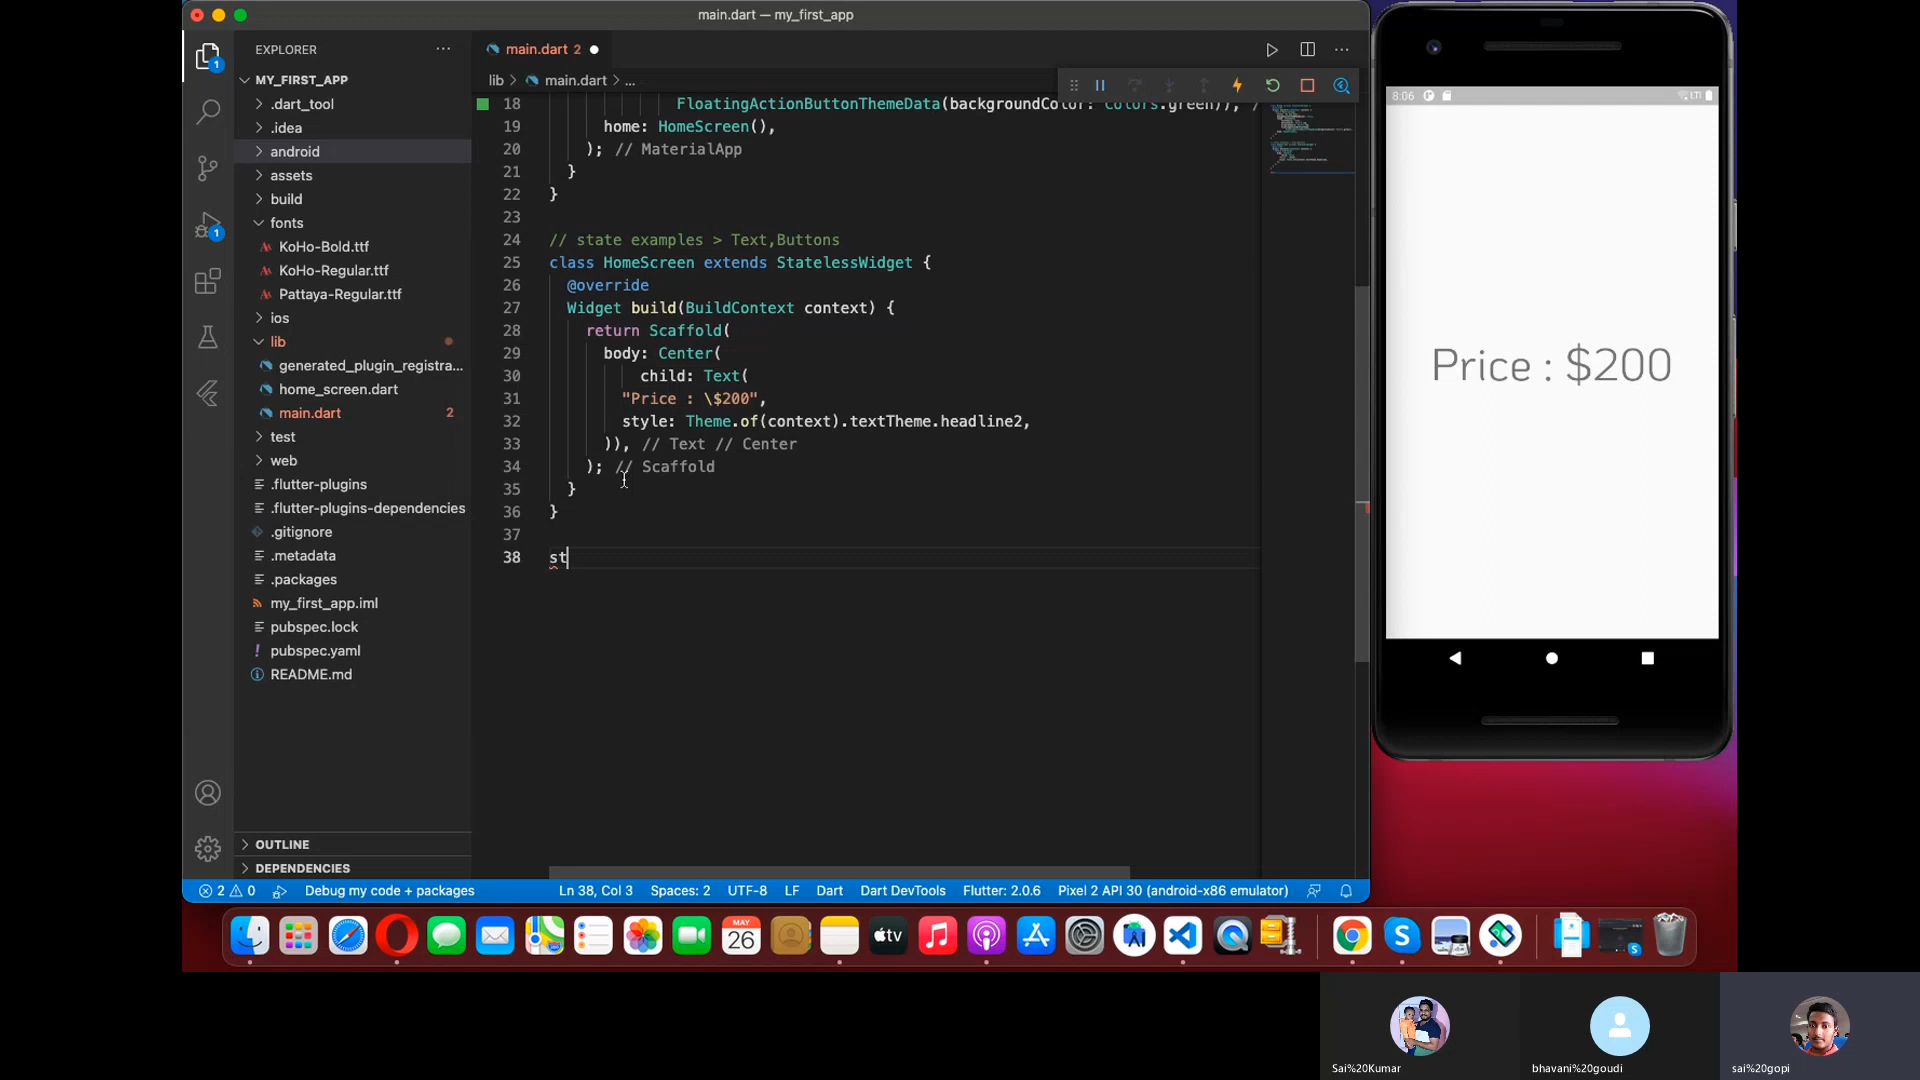 main.dart — my_first_app
EXPLORER
MY_FIRST_APP
.dart_tool
.idea
android
assets
build
fonts
KoHo-Bold.ttf
KoHo-Regular.ttf
Pattaya-Regular.ttf
ios
lib
generated_plugin_registra...
home_screen.dart
main.dart 2
test
web
.flutter-plugins
.flutter-plugins-dependencies
.gitignore
.metadata
.packages
my_first_app.iml
pubspec.lock
pubspec.yaml
README.md
OUTLINE
DEPENDENCIES
1
1
main.dart 2
lib > main.dart > ...
18 FloatingActionButtonThemeData(backgroundColor: Colors.green)), /
19 home: HomeScreen(),
20 ); // MaterialApp
21 }
22 }
23
24 // state examples > Text,Buttons
25 class HomeScreen extends StatelessWidget {
26 @override
27 Widget build(BuildContext context) {
28 return Scaffold(
29 body: Center(
30 child: Text(
31 "Price : \$200",
32 style: Theme.of(context).textTheme.headline2,
33 )), // Text // Center
34 ); // Scaffold
35 }
36 }
37
38 st
2 0 Debug my code + packages Ln 38, Col 3 Spaces: 2 UTF-8 LF Dart Dart DevTools Flutter: 2.0.6 Pixel 2 API 30 (android-x86 emulator)
8:06 LTE
Price : $200
MAY
26
tv
Sai%20Kumar
bhavani%20goudi
sai%20gopi